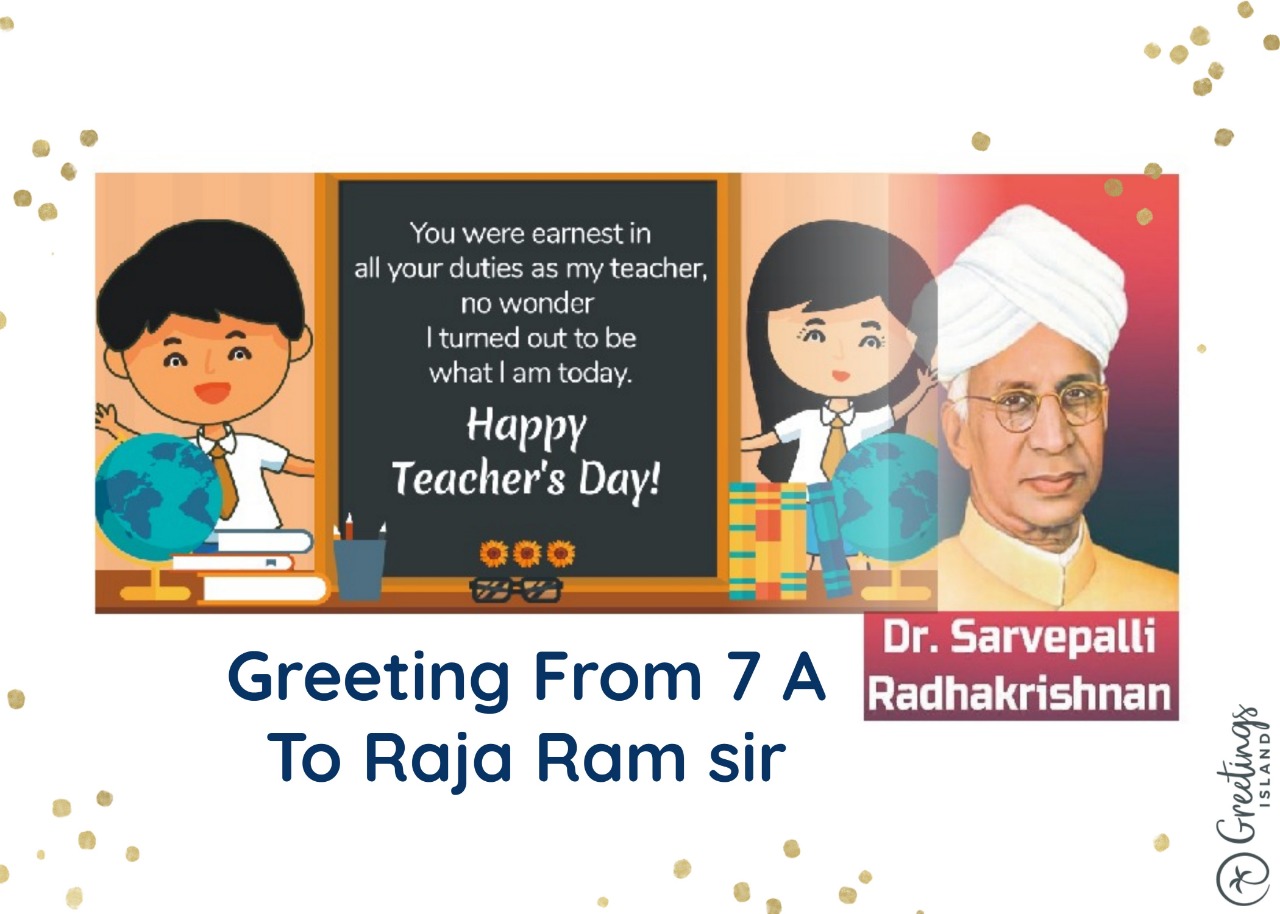 You were earnest in
all your duties as my teacher,
no wonder
I turned out to be
what I am today.
Happy
Teacher's Day!
Dr. Sarvepalli
Radhakrishnan
Greeting From 7 A
To Raja Ram sir
Greetings
ISLAND